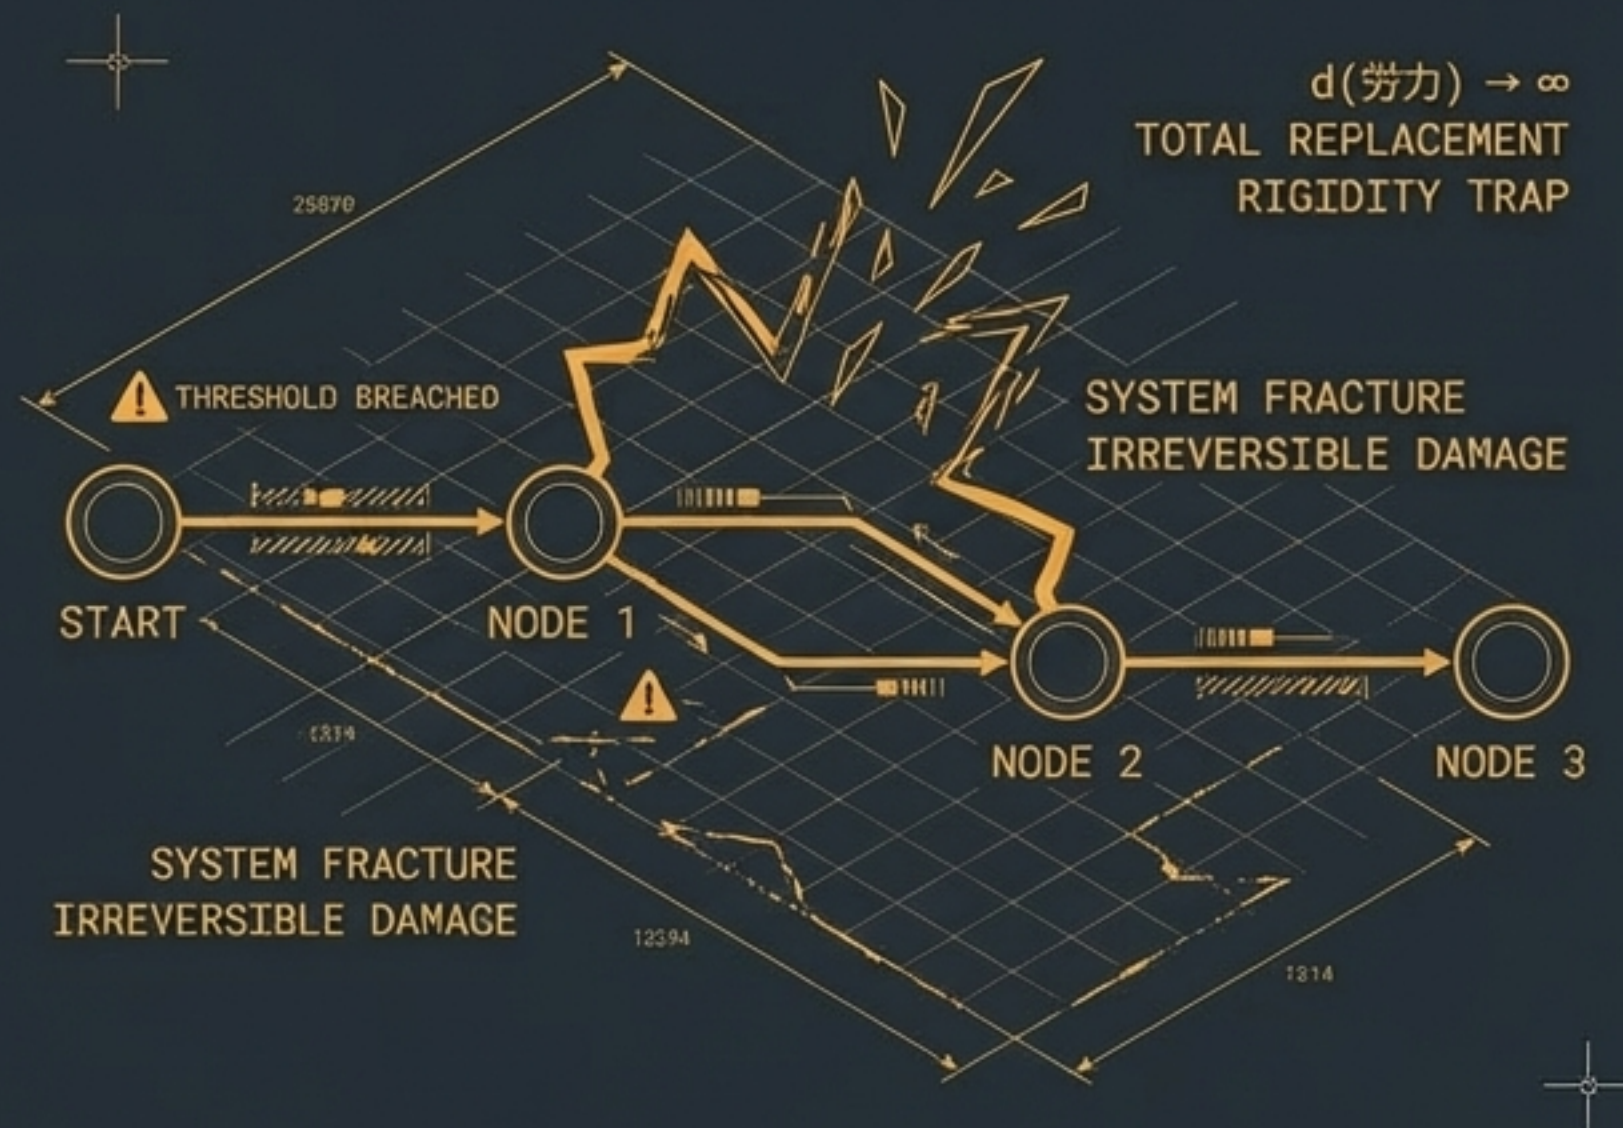 d(労力) → ∞
TOTAL REPLACEMENT
RIGIDITY TRAP
25870
THRESHOLD BREACHED
SYSTEM FRACTURE
IRREVERSIBLE DAMAGE
START
NODE 1
NODE 2
NODE 3
SYSTEM FRACTURE
IRREVERSIBLE DAMAGE
12394
1314